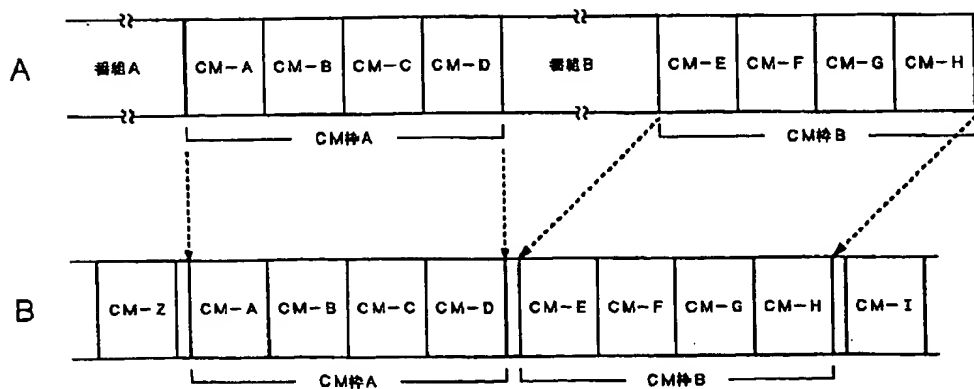 A
番組A CM-A CM-B CM-C CM-D 番組B CM-E CM-F CM-G CM-H
CM枠A CM枠B
B
CM-Z CM-A CM-B CM-C CM-D CM-E CM-F CM-G CM-H CM-I
CM枠A CM枠B